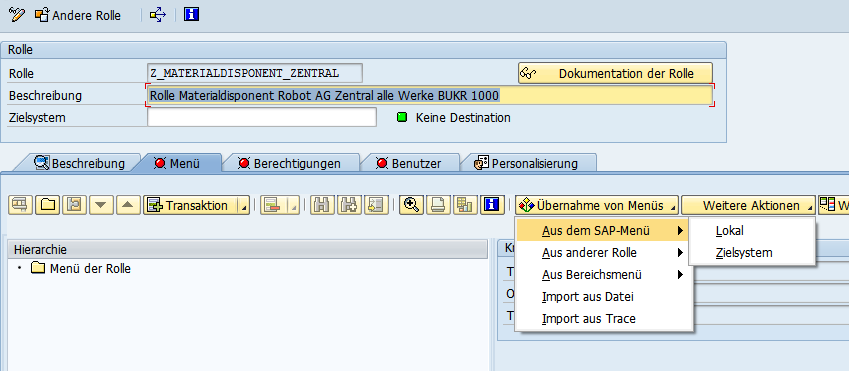 Andere Rolle
Rolle
Rolle Z_MATERIALDISPONENT_ZENTRAL Dokumentation der Rolle
Beschreibung Rolle Materialdisponent Robot AG Zentral alle Werke BUKR 1000
Zielsystem Keine Destination
Beschreibung Menü Berechtigungen Benutzer Personalisierung
Transaktion Übernahme von Menüs Weitere Aktionen W
Aus dem SAP-Menü Lokal
Hierarchie
Aus anderer Rolle Zielsystem
Menü der Rolle
Aus Bereichsmenü
Import aus Datei
Import aus Trace